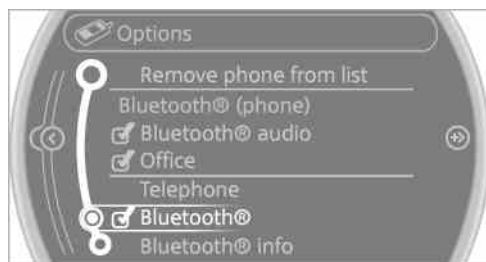 Options
Remove phone from list
Bluetooth® (phone)
Bluetooth® audio
Office
Telephone
Bluetooth®
Bluetooth® info